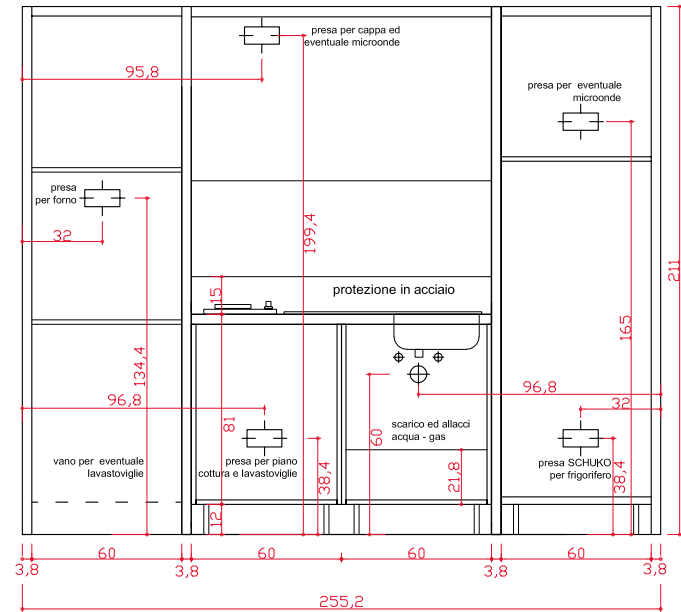 presa per cappa ed
eventuale microonde
95,8
presa per eventuale
microonde
presa
per forno
32
199,4
211
15
protezione in acciaio
165
134,4
96,8
96,8
32
81
60
scarico ed allacci
acqua - gas
vano per eventuale
lavastoviglie
presa per piano
cottura e lavastoviglie
38,4
21,8
presa SCHUKO
per frigorifero
38,4
12
60
60
60
60
3,8
3,8
3,8
3,8
255,2